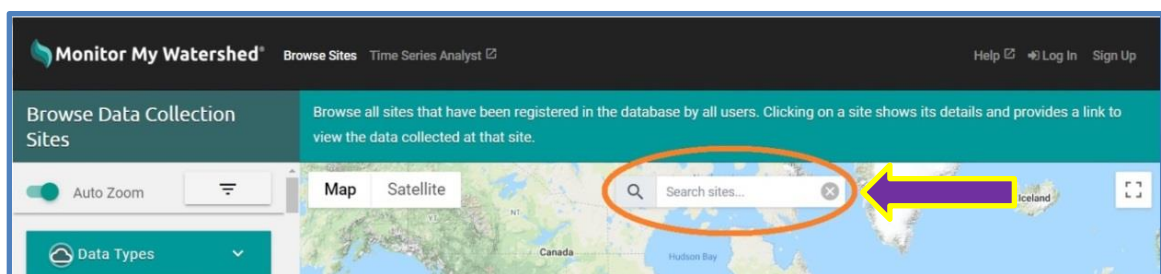 Monitor My Watershed® Browse Sites Time Series Analyst Help Log In Sign Up
Browse Data Collection
Sites
Browse all sites that have been registered in the database by all users. Clicking on a site shows its details and provides a link to
view the data collected at that site.
Auto Zoom
Map Satellite
Search sites...
Iceland
NT
Data Types
Canada
Hudson Bay